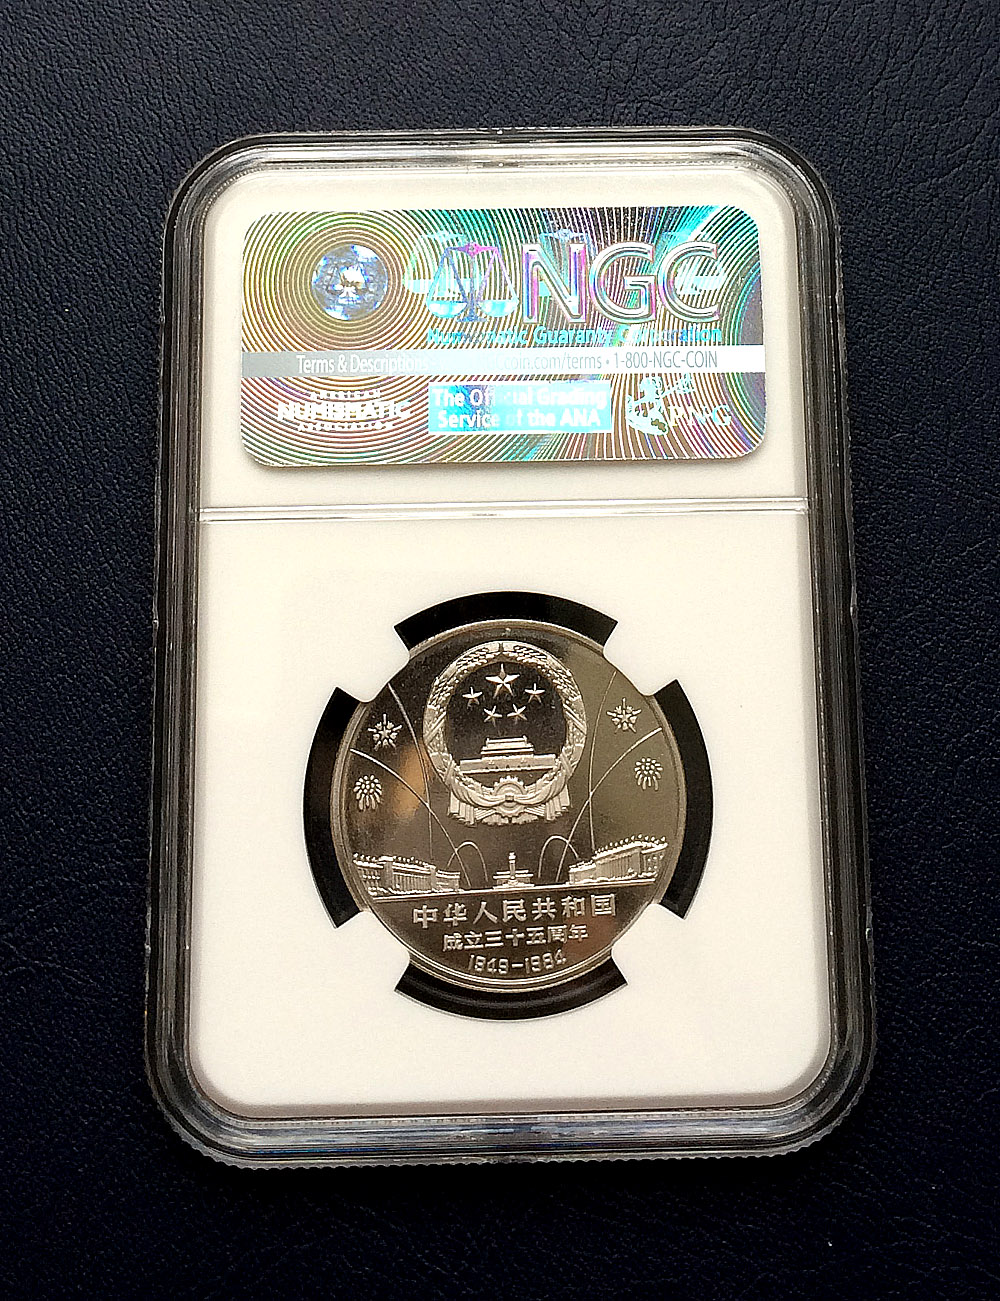 NGC
Numismatic Guaranty Corporation
Terms & Descriptions coin.com/terms • 1-800-NGC-COIN
AMERICAN
NUMISMATIC
ASSOCIATION
The Official Grading
Service of the ANA
PNG
中华人民共和国
成立三十五周年
1949-1984